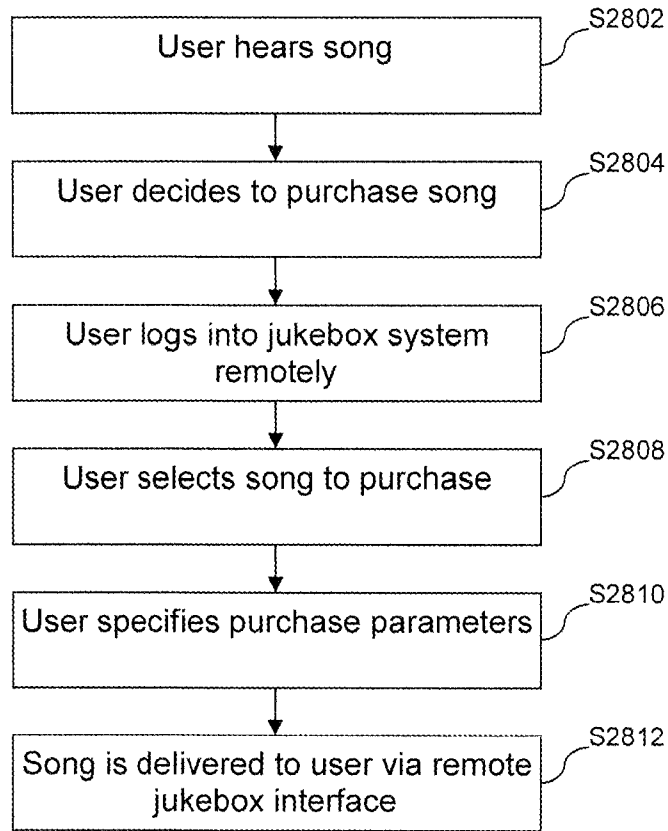 User hears song
S2802
User decides to purchase song
S2804
User logs into jukebox system
remotely
S2806
User selects song to purchase
S2808
User specifies purchase parameters
S2810
Song is delivered to user via remote
jukebox interface
S2812